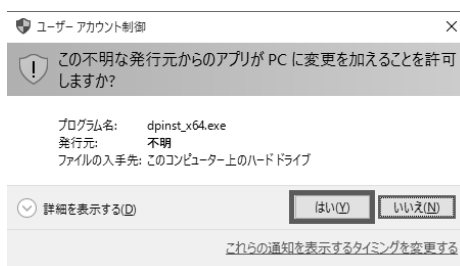 ユーザー アカウント制御
この不明な発行元からのアプリが PC に変更を加えることを許可
しますか?
プログラム名: dpinst_x64.exe
発行元: 不明
ファイルの入手先: このコンピューター上のハード ドライブ
詳細を表示する(D)
はい(Y)
いいえ(N)
これらの通知を表示するタイミングを変更する